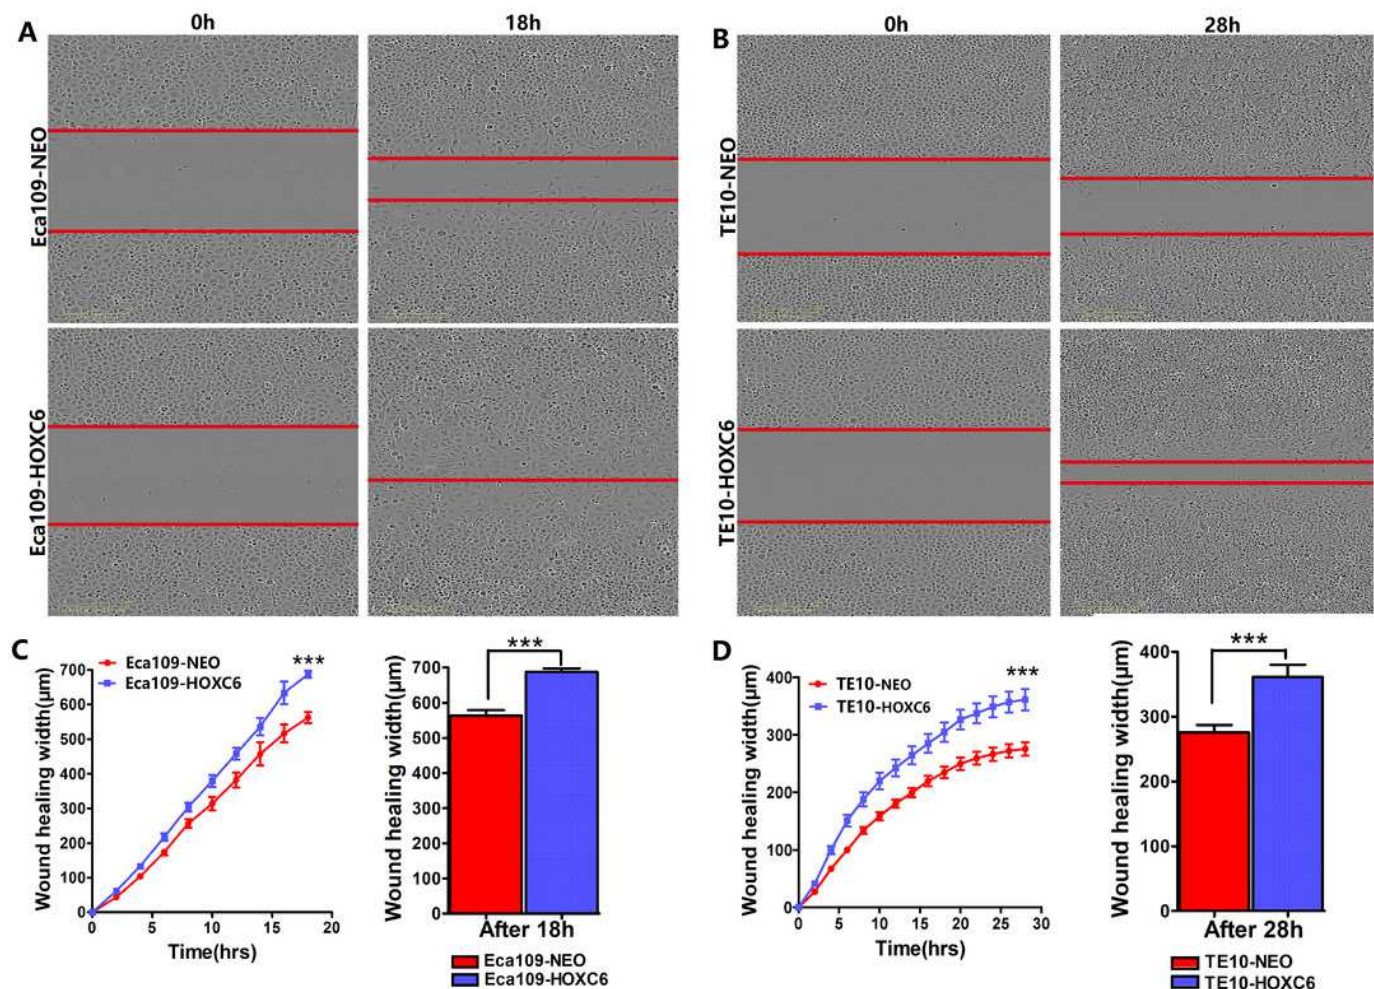 A
0h
18h
Eca109-NEO
Eca109-HOXC6
B
0h
28h
TE10-NEO
TE10-HOXC6
C
Wound healing width(μm)
700
600
500
400
300
200
100
0
Eca109-NEO
Eca109-HOXC6
***
0 5 10 15 20
Time(hrs)
Wound healing width(μm)
700
600
500
400
300
200
100
0
***
After 18h
Eca109-NEO
Eca109-HOXC6
D
Wound healing width(μm)
400
300
200
100
0
TE10-NEO
TE10-HOXC6
***
0 5 10 15 20 25 30
Time(hrs)
Wound healing width(μm)
400
300
200
100
0
***
After 28h
TE10-NEO
TE10-HOXC6